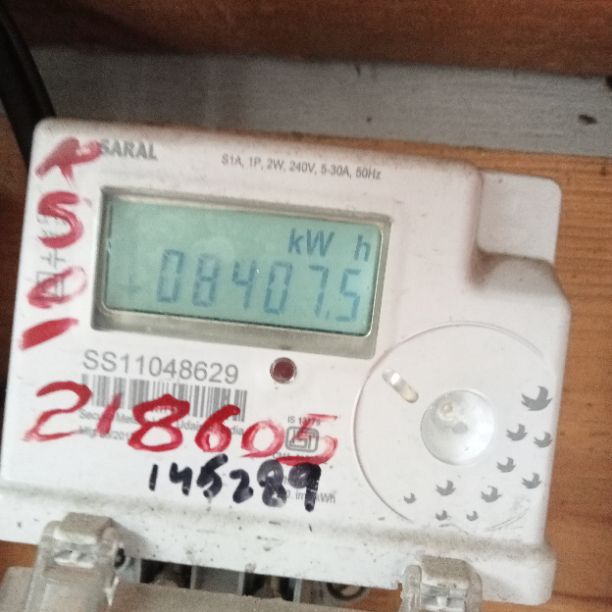 SARAL
S1A, 1P, 2W, 240V, 5-30A, 50Hz
kW h
08407.5
SS11048629
218605
145289